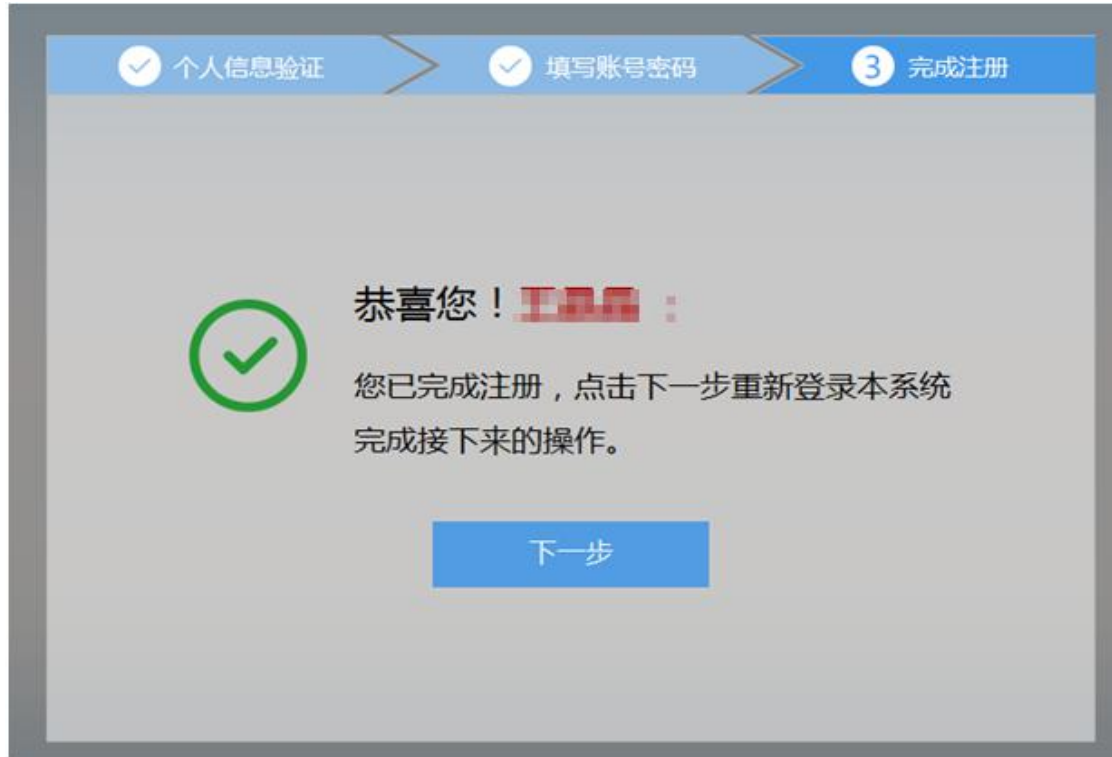 个人信息验证
填写账号密码
3 完成注册
恭喜您！
您已完成注册，点击下一步重新登录本系统
完成接下来的操作。
下一步